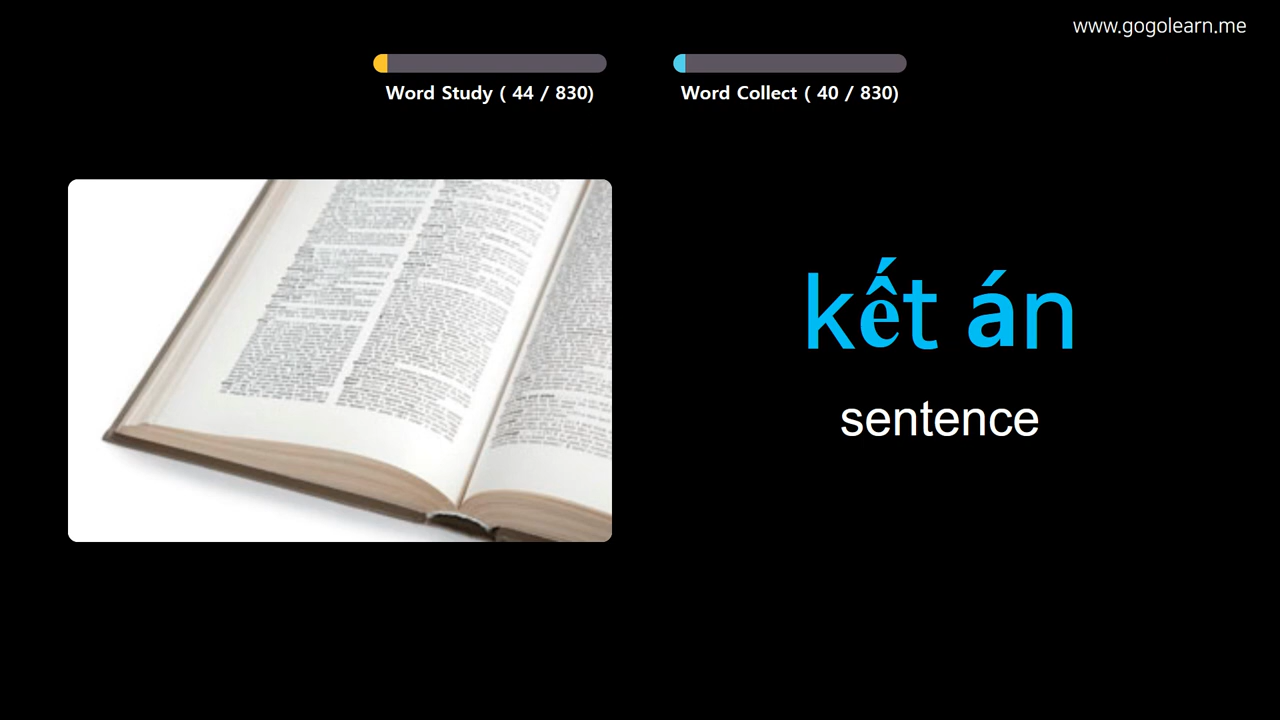 www.gogolearn.me
Word Study ( 44 / 830)
Word Collect ( 40 / 830)
kết án
sentence